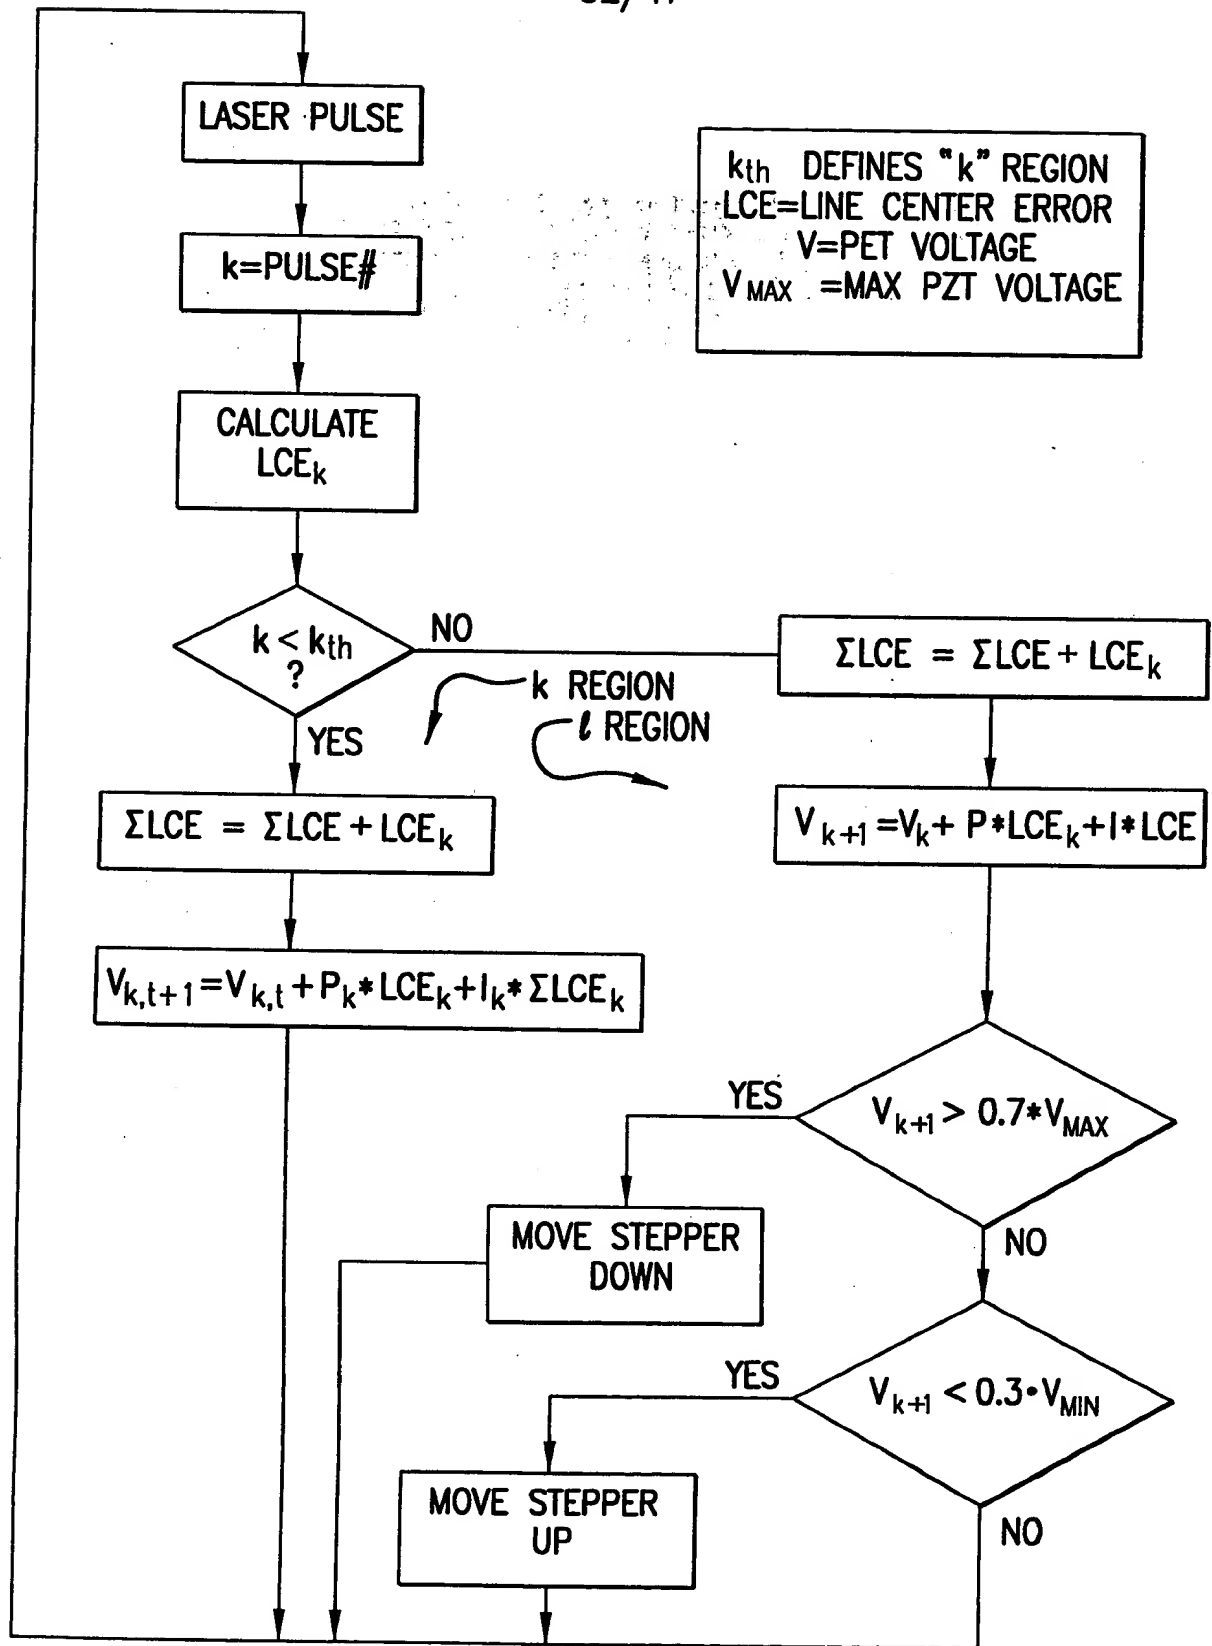 LASER PULSE
k=PULSE#
CALCULATE
LCEk
kth DEFINES "k" REGION
LCE=LINE CENTER ERROR
V=PET VOLTAGE
VMAX =MAX PZT VOLTAGE
k < kth
?
NO
YES
k REGION
ℓ REGION
ΣLCE = ΣLCE + LCEk
Vk,t+1=Vk,t+Pk*LCEk+Ik*ΣLCEk
ΣLCE = ΣLCE + LCEk
Vk+1=Vk+ P*LCEk+I*LCE
Vk+1 > 0.7*VMAX
YES
NO
MOVE STEPPER
DOWN
Vk+1 < 0.3•VMIN
YES
NO
MOVE STEPPER
UP